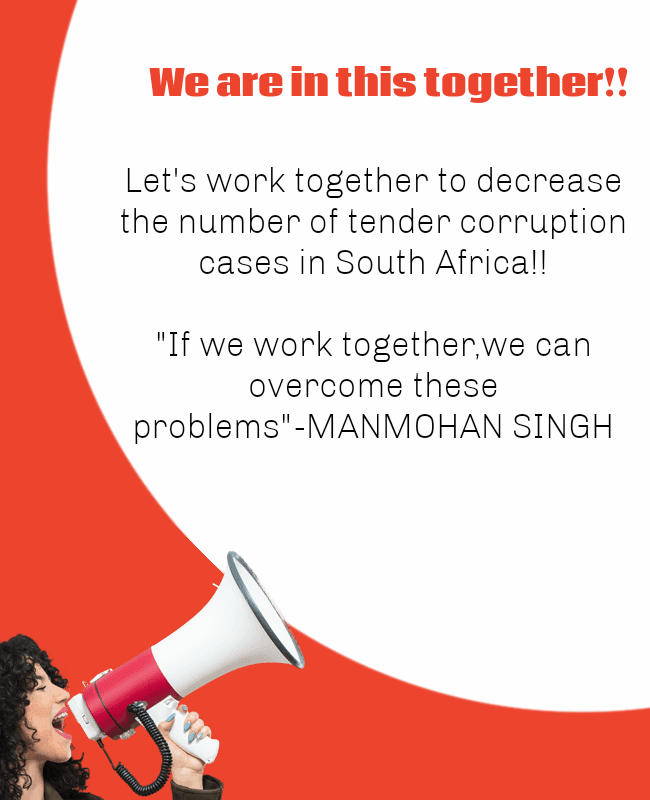 We are in this together!!
Let's work together to decrease
the number of tender corruption
cases in South Africa!!
"If we work together,we can
overcome these
problems"-MANMOHAN SINGH